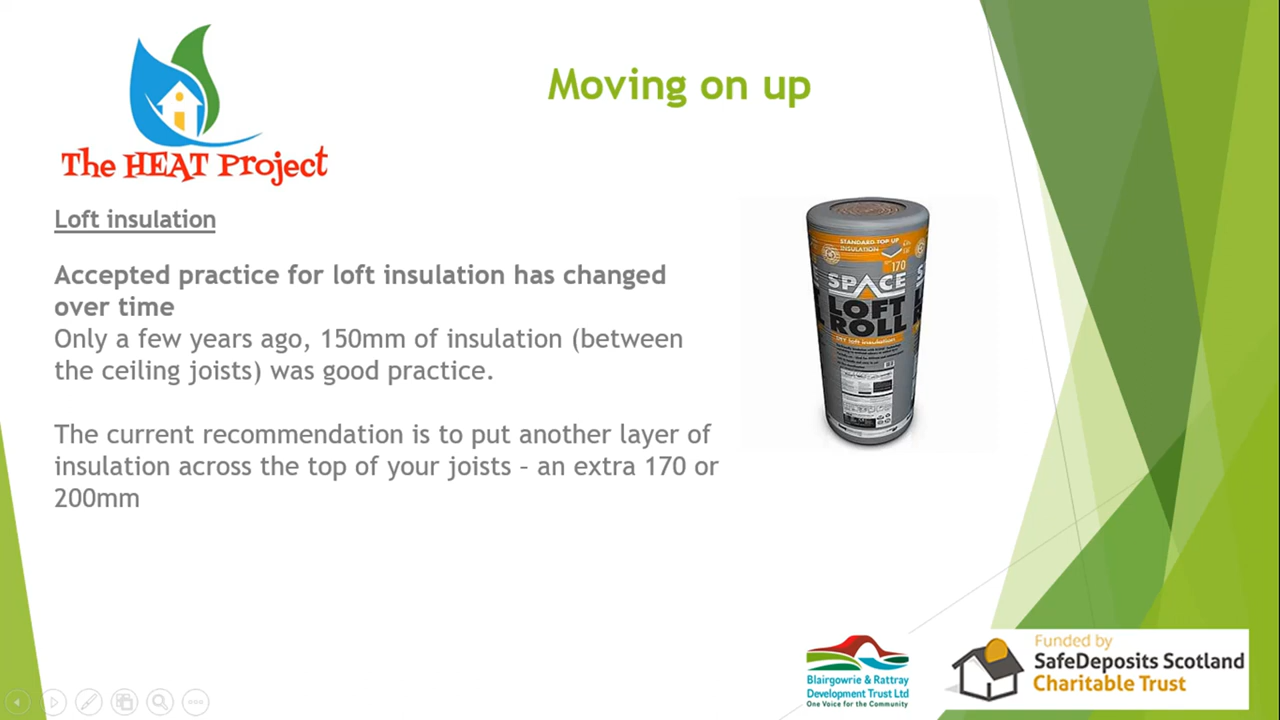 Moving on up
The HEAT Project
Loft insulation
Accepted practice for loft insulation has changed
over time
Only a few years ago, 150mm of insulation (between
the ceiling joists) was good practice.
The current recommendation is to put another layer of
insulation across the top of your joists – an extra 170 or
200mm
STANDARD TOP UP
INSULATION
170
SPACE
LOFT
ROLL
DIY loft insulation
Blairgowrie & Rattray
Development Trust Ltd
One Voice for the Community
Funded by
SafeDeposits Scotland
Charitable Trust